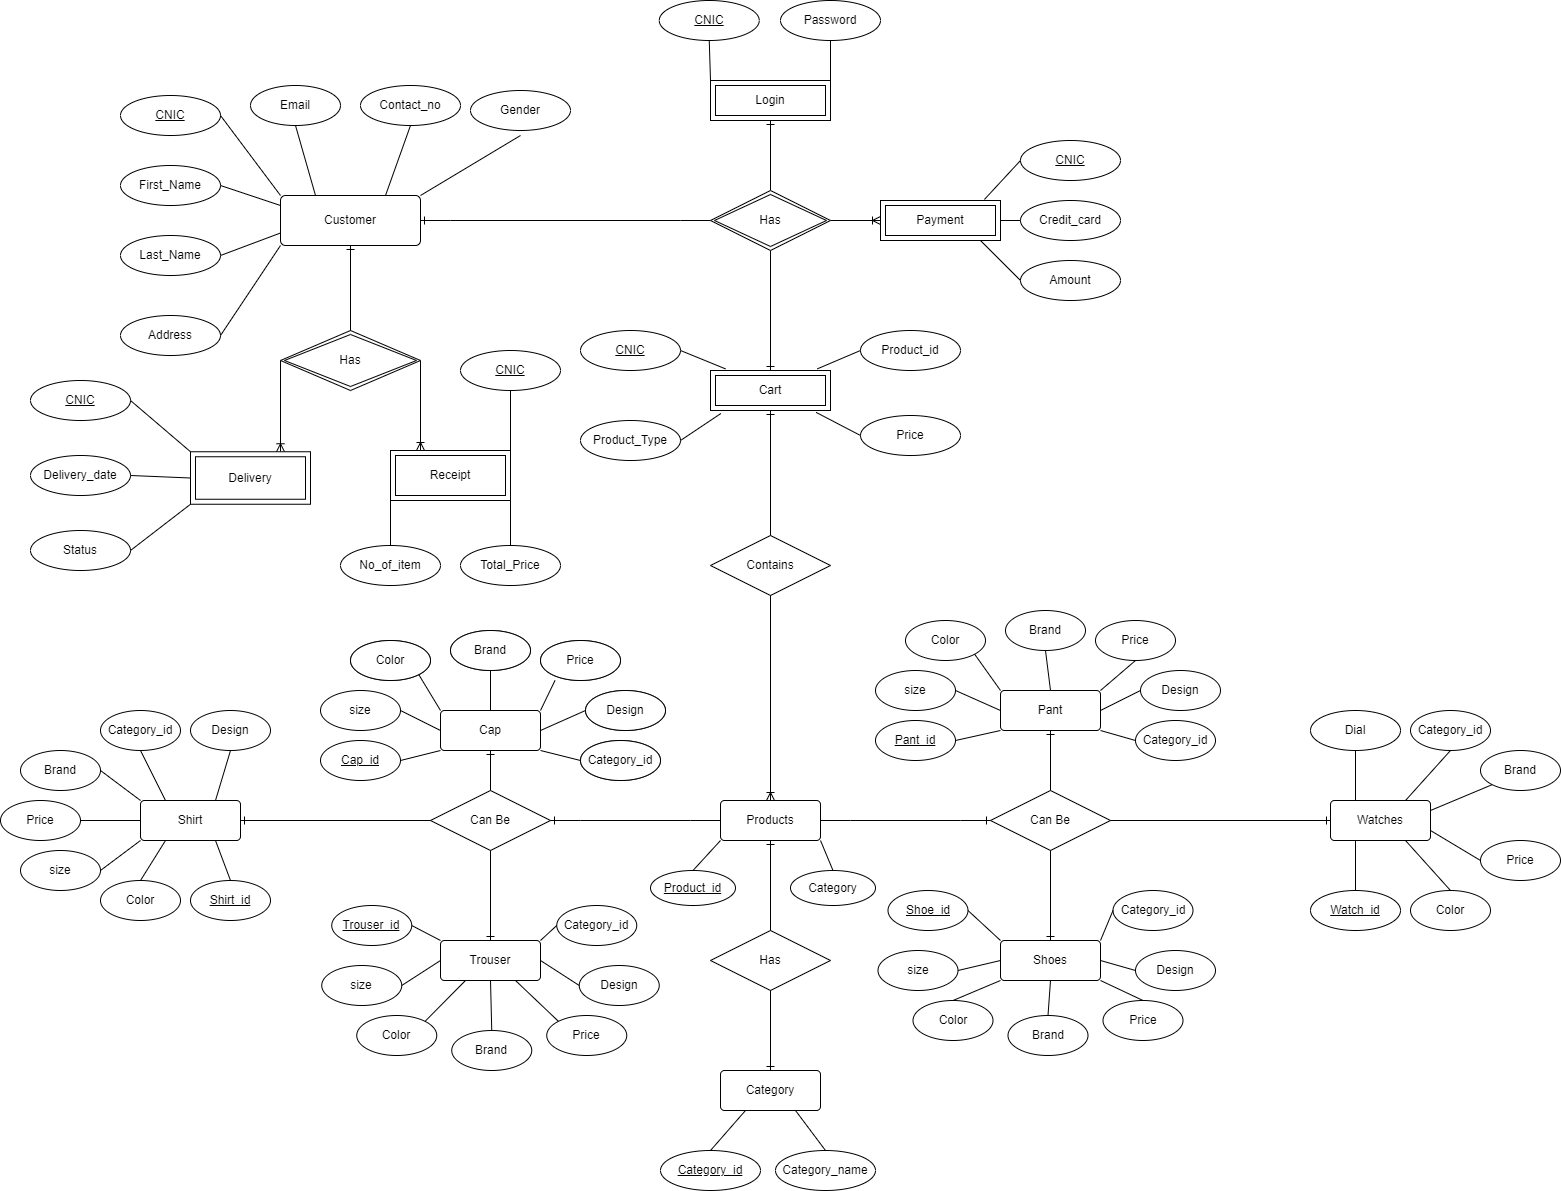 CNIC
Password
Login
CNIC
Email
Contact_no
Gender
First_Name
Last_Name
Address
Customer
Has
Payment
CNIC
Credit_card
Amount
Has
CNIC
Delivery_date
Status
Delivery
CNIC
Receipt
No_of_item
Total_Price
CNIC
Product_id
Cart
Product_Type
Price
Contains
Color
Brand
Price
size
Design
Cap
Cap_id
Category_id
Color
Brand
Price
size
Design
Pant
Pant_id
Category_id
Category_id
Design
Brand
Price
Shirt
size
Color
Shirt_id
Can Be
Products
Product_id
Category
Can Be
Dial
Category_id
Brand
Watches
Price
Watch_id
Color
Trouser_id
Category_id
Trouser
size
Design
Color
Brand
Price
Has
Shoe_id
Category_id
Shoes
size
Design
Color
Brand
Price
Category
Category_id
Category_name